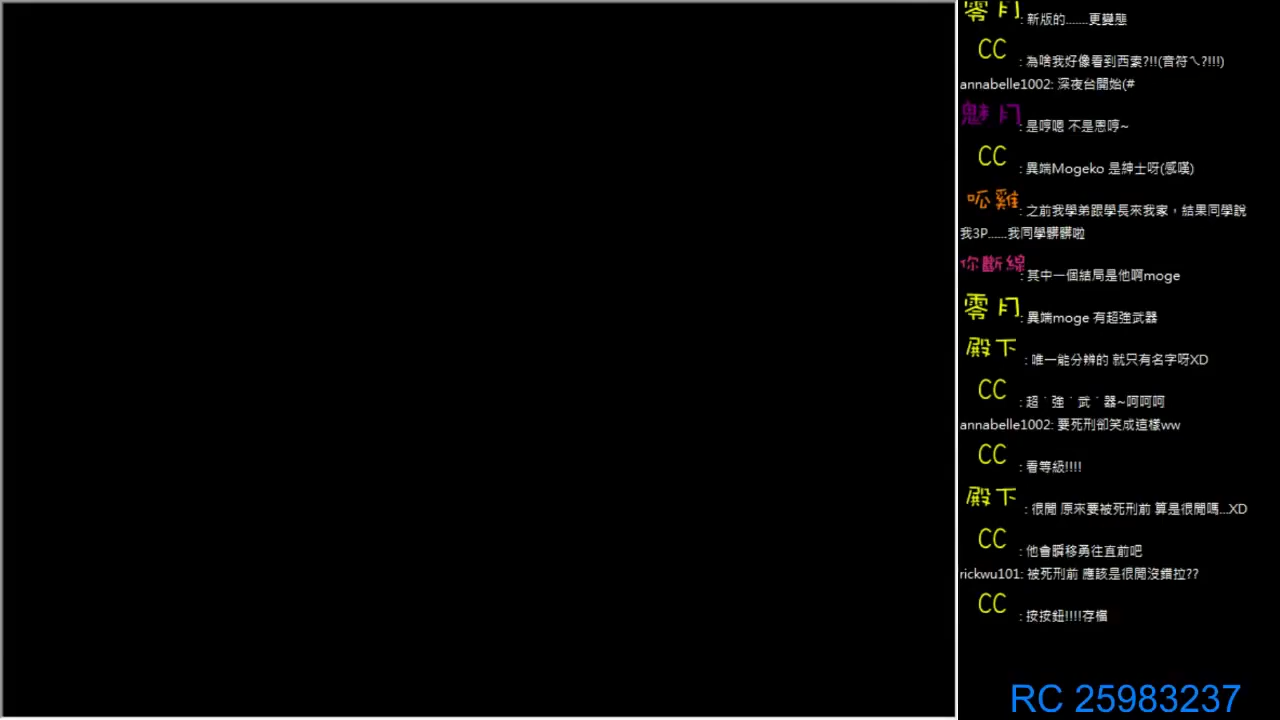 零月: 新版的.......更變態
CC : 為啥我好像看到西索?!!(音符ㄟ?!!!)
annabelle1002: 深夜台開始(#
魅月: 是哼嗯 不是恩哼~
CC : 異端Mogeko 是紳士呀(感嘆)
呱雞: 之前我學弟跟學長來我家，結果同學說
我3P......我同學髒髒啦
你斷線: 其中一個結局是他啊moge
零月: 異端moge 有超強武器
殿下 : 唯一能分辨的 就只有名字呀XD
CC : 超˙強˙武˙器~呵呵呵
annabelle1002: 要死刑卻笑成這樣ww
CC : 看等級!!!!
殿下 : 很閒 原來要被死刑前 算是很閒嗎...XD
CC : 他會瞬移勇往直前吧
rickwu101: 被死刑前 應該是很閒沒錯拉??
CC : 按按鈕!!!!存檔
RC 25983237